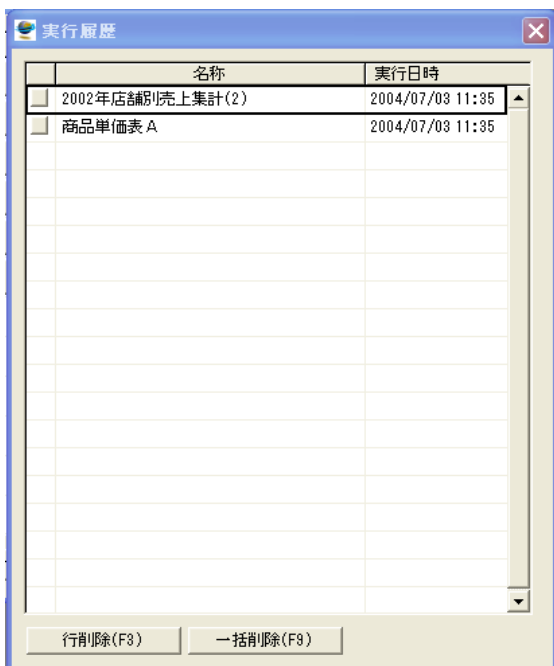 実行履歴
名称 実行日時
2002年店舗別売上集計(2) 2004/07/03 11:35
商品単価表A 2004/07/03 11:35
行削除(F3) 一括削除(F9)